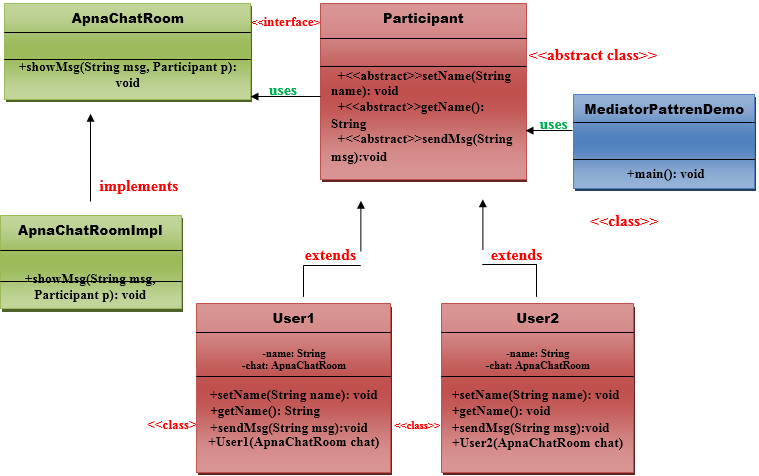 ApnaChatRoom
<<interface>
Participant
+showMsg(String msg, Participant p):
void
<<abstract class>>
uses
+<<abstract>>setName(String
name): void
+<<abstract>>getName():
String
+<<abstract>>sendMsg(String
msg):void
uses
MediatorPattrenDemo
+main(): void
implements
<<class>>
ApnaChatRoomImpl
+showMsg(String msg,
Participant p): void
extends
extends
User1
-name: String
-chat: ApnaChatRoom
+setName(String name): void
+getName(): String
+sendMsg(String msg):void
+User1(ApnaChatRoom chat)
<<class>
User2
-name: String
-chat: ApnaChatRoom
+setName(String name): void
+getName(): void
+sendMsg(String msg):void
+User2(ApnaChatRoom chat)
<<class>>